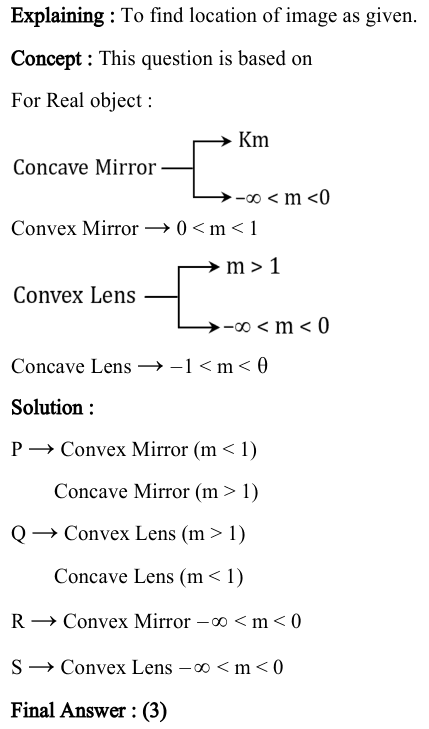 Explaining : To find location of image as given.
Concept : This question is based on
For Real object :
Km
Concave Mirror
–∞ < m <0
Convex Mirror → 0 < m < 1
m > 1
Convex Lens
–∞ < m < 0
Concave Lens → –1 < m < θ
Solution :
P → Convex Mirror (m < 1)
Concave Mirror (m > 1)
Q → Convex Lens (m > 1)
Concave Lens (m < 1)
R → Convex Mirror –∞ < m < 0
S → Convex Lens –∞ < m < 0
Final Answer : (3)